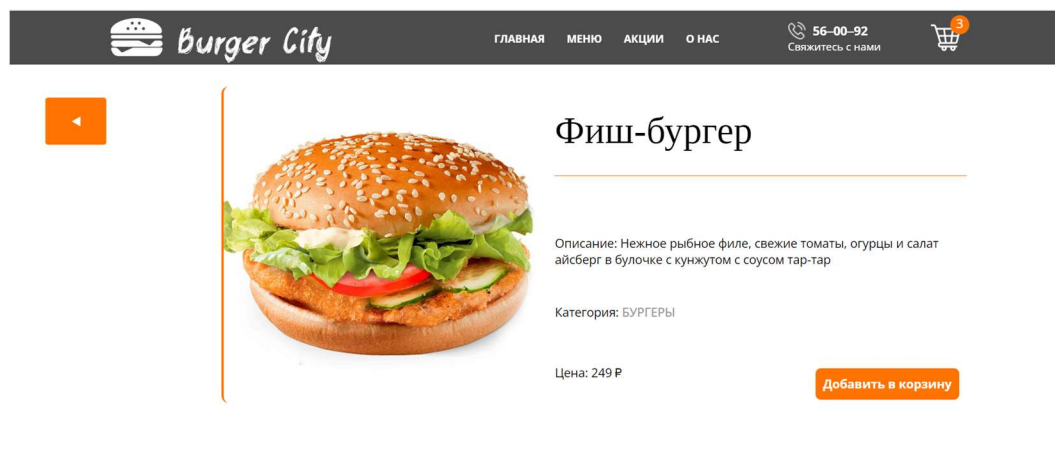 Burger City
ГЛАВНАЯ МЕНЮ АКЦИИ О НАС
56–00–92
Свяжитесь с нами
3
Фиш-бургер
Описание: Нежное рыбное филе, свежие томаты, огурцы и салат
айсберг в булочке с кунжутом с соусом тар-тар
Категория: БУРГЕРЫ
Цена: 249 ₽
Добавить в корзину